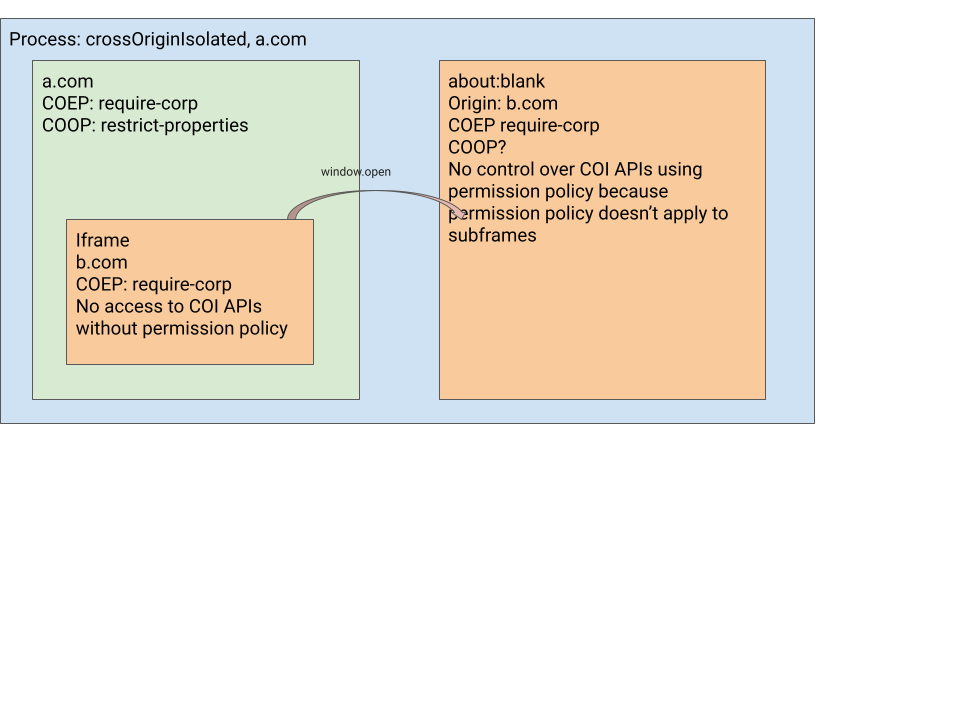 Process: crossOriginIsolated, a.com
a.com
COEP: require-corp
COOP: restrict-properties
window.open
Iframe
b.com
COEP: require-corp
No access to COI APIs
without permission policy
about:blank
Origin: b.com
COEP require-corp
COOP?
No control over COI APIs using
permission policy because
permission policy doesn’t apply to
subframes